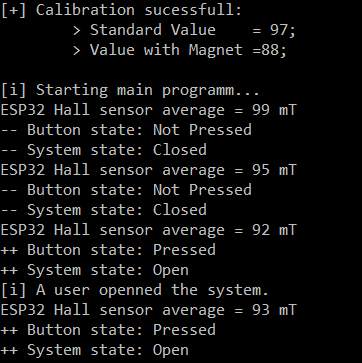 [+] Calibration sucessfull:
> Standard Value    = 97;
> Value with Magnet =88;
[i] Starting main programm...
ESP32 Hall sensor average = 99 mT
-- Button state: Not Pressed
-- System state: Closed
ESP32 Hall sensor average = 95 mT
-- Button state: Not Pressed
-- System state: Closed
ESP32 Hall sensor average = 92 mT
++ Button state: Pressed
++ System state: Open
[i] A user openned the system.
ESP32 Hall sensor average = 93 mT
++ Button state: Pressed
++ System state: Open